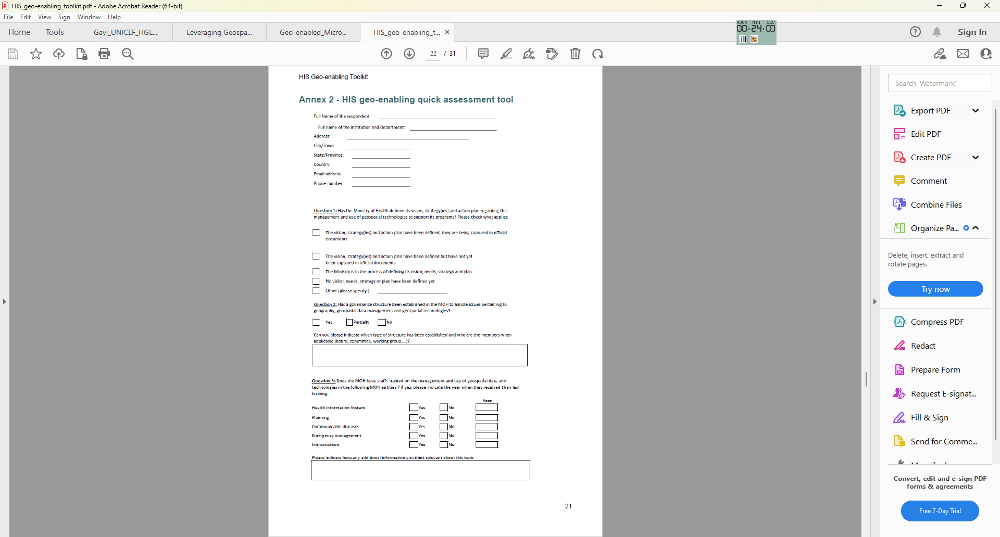 HIS_geo-enabling_toolkit.pdf - Adobe Acrobat Reader (64-bit)
File Edit View Sign Window Help
Home Tools Gavi_UNICEF_HGL... Leveraging Geospa... Geo-enabled_Micro... HIS_geo-enabling_t... ×
HOUR MIN SEC
00:24:03
Sign In
22 / 31
HIS Geo-enabling Toolkit
Annex 2 - HIS geo-enabling quick assessment tool
Full Name of the respondent:
Full name of the institution and Department:
Address:
City/Town:
State/Province:
Country:
Email address:
Phone number:
Question 1: Has the Ministry of Health defined its vision, strategy(ies) and action plan regarding the
management and use of geospatial technologies to support its programs? Please check what applies
The vision, strategy(ies) and action plan have been defined, they are being captured in official
documents
The vision, strategy(ies) and action plan have been defined but have not yet
been captured in official documents
The Ministry is in the process of defining its vision, needs, strategy and plan
No vision, needs, strategy or plan have been defined yet
Other (please specify:)
Question 2: Has a governance structure been established in the MOH to handle issues pertaining to
geography, geospatial data management and geospatial technologies?
Yes Partially No
Can you please indicate which type of structure has been established and who are the members when
applicable (board, committee, working group,...)?
Question 3: Does the MOH have staffs trained on the management and use of geospatial data and
technologies in the following MOH entities ? If yes, please indicate the year when they received their last
training.
Year
Health Information System Yes No
Planning Yes No
Communicable diseases Yes No
Emergency management Yes No
Immunization Yes No
Please indicate here any additional information you think relevant about this topic
21
Search 'Watermark'
Export PDF
Edit PDF
Create PDF
Comment
Combine Files
Organize Pa...
Delete, insert, extract and
rotate pages.
Try now
Compress PDF
Redact
Prepare Form
Request E-signat...
Fill & Sign
Send for Comme...
Convert, edit and e-sign PDF
forms & agreements
Free 7-Day Trial